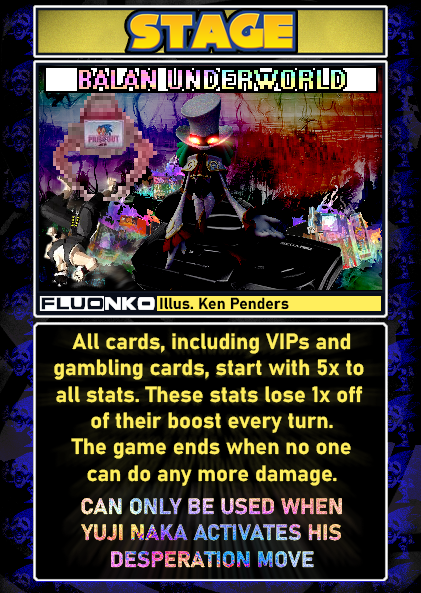 STAGE
BALAN UNDERWORLD
FLUONKO Illus. Ken Penders
All cards, including VIPs and
gambling cards, start with 5x to
all stats. These stats lose 1x off
of their boost every turn.
The game ends when no one
can do any more damage.
CAN ONLY BE USED WHEN
YUJI NAKA ACTIVATES HIS
DESPERATION MOVE